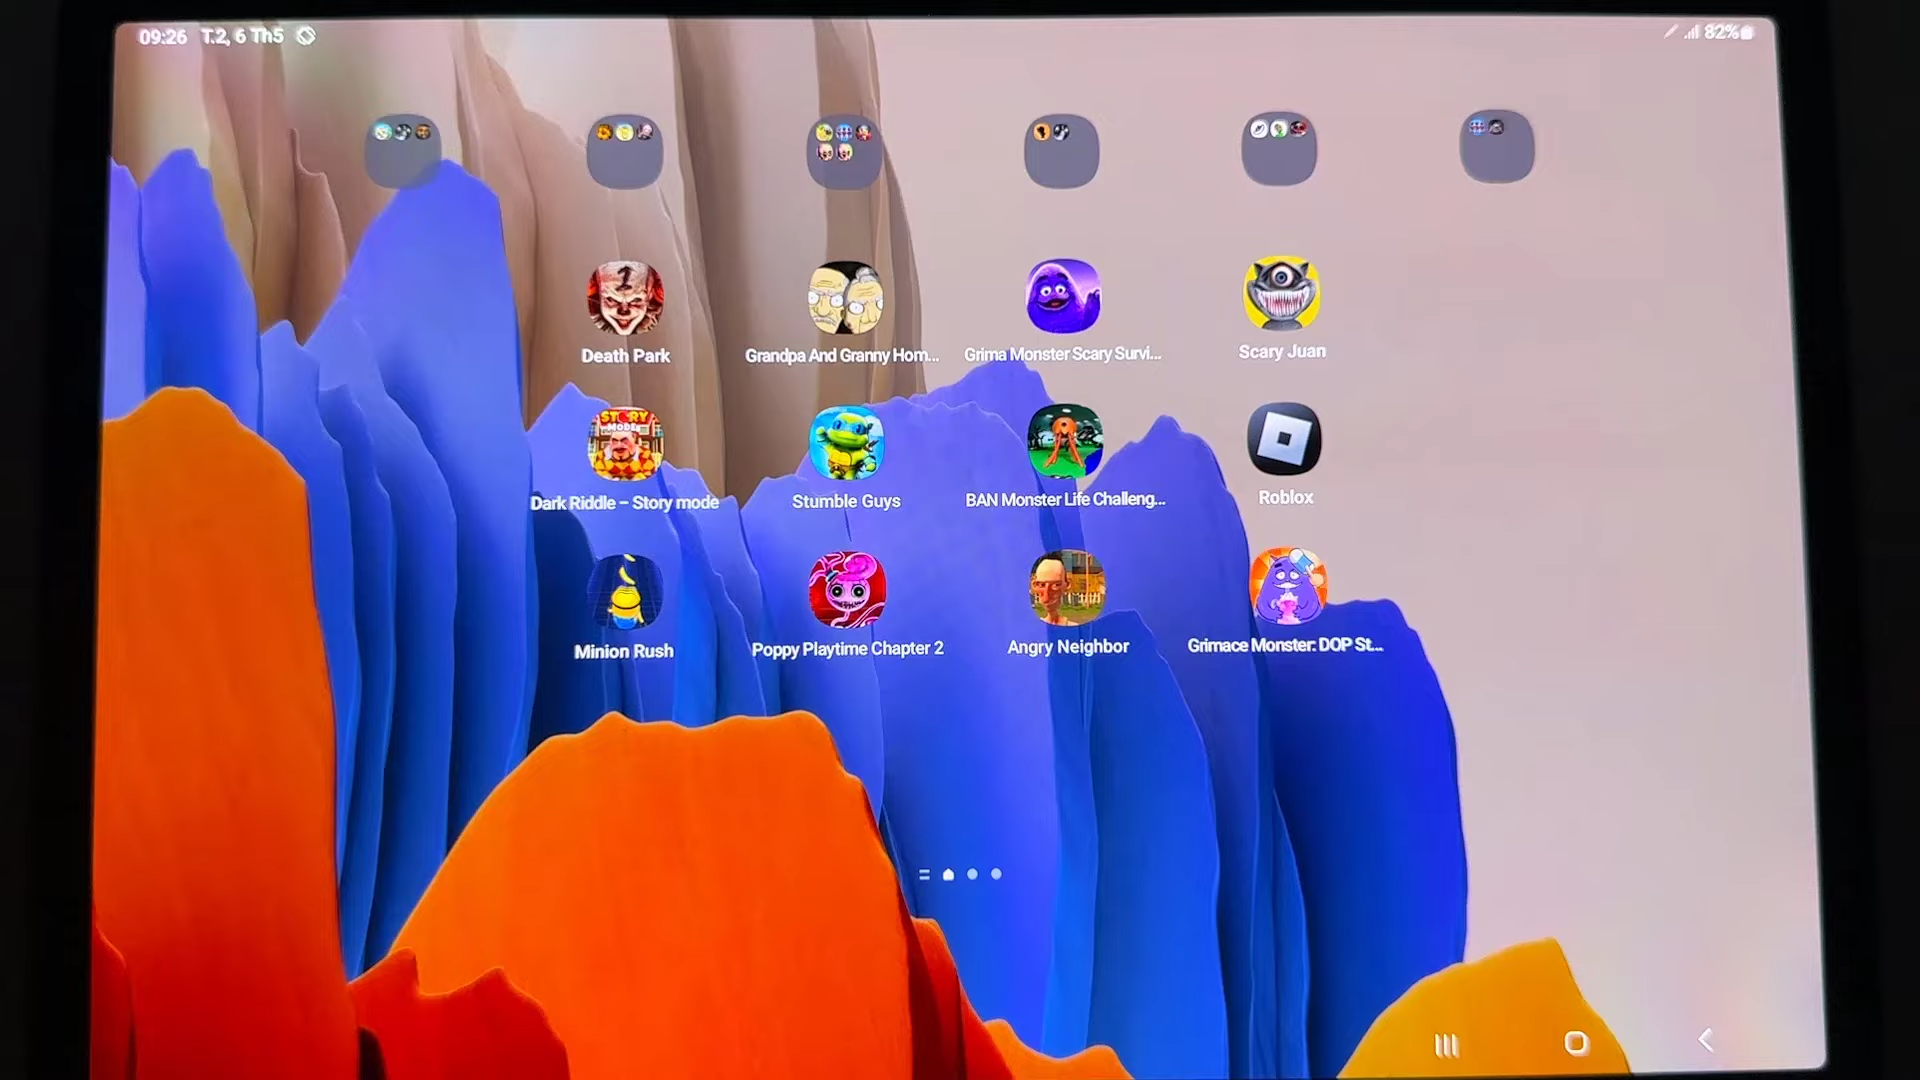 09:26 T.2, 6 Th5
82%
Death Park
Grandpa And Granny Hom...
Grima Monster Scary Survi...
Scary Juan
STORY
MODE
Dark Riddle – Story mode
Stumble Guys
BAN Monster Life Challeng...
Roblox
Minion Rush
Poppy Playtime Chapter 2
Angry Neighbor
Grimace Monster: DOP St...